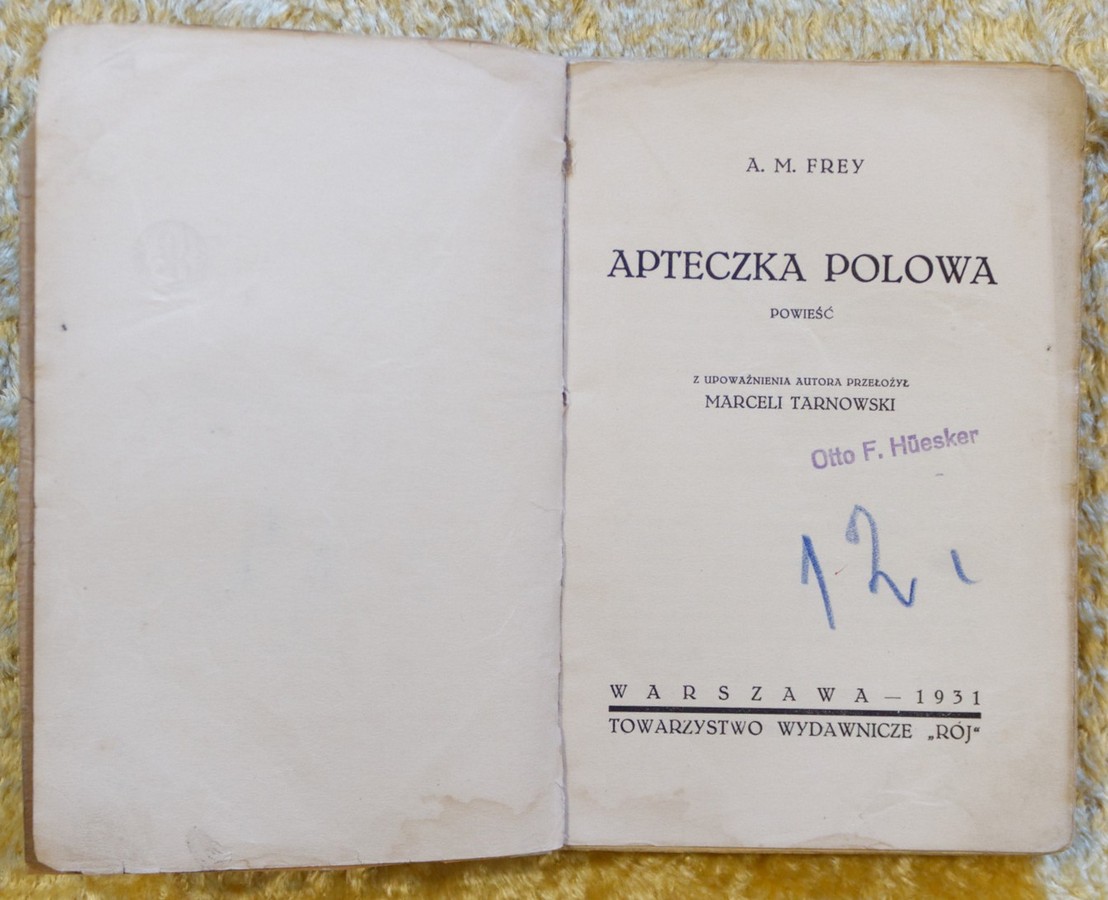 A. M. FREY
APTECZKA POLOWA
POWIEŚĆ
Z UPOWAŻNIENIA AUTORA PRZEŁOŻYŁ
MARCELI TARNOWSKI
Otto F. Hüesker
12
WARSZAWA — 1931
TOWARZYSTWO WYDAWNICZE „RÓJ“